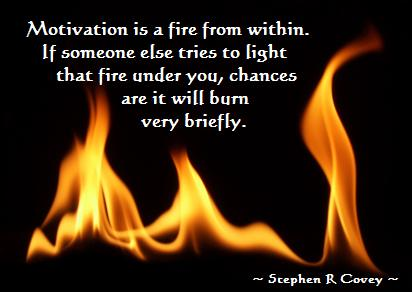 Motivation is a fire from within.
If someone else tries to light
that fire under you, chances
are it will burn
very briefly.
~ Stephen R Covey ~